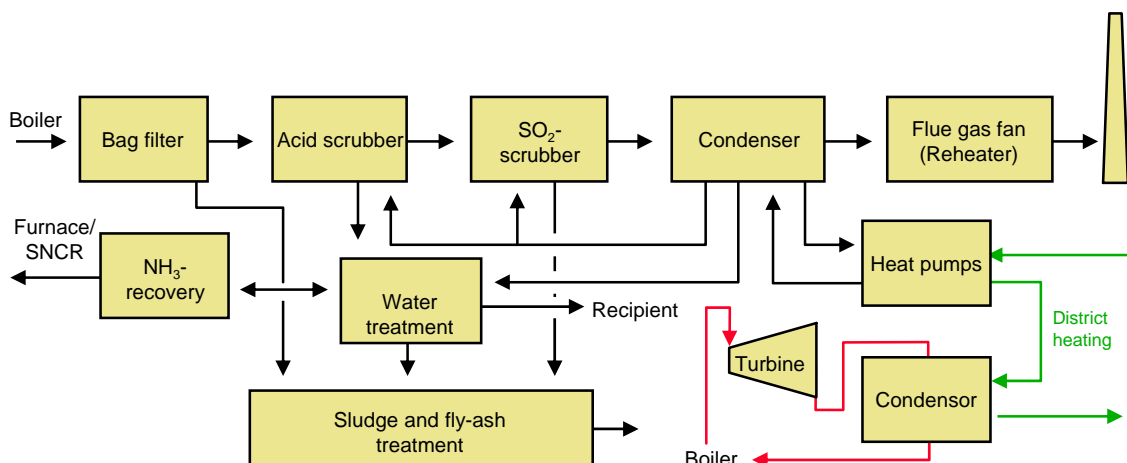 Boiler
Bag filter
Acid scrubber
SO₂-
scrubber
Condenser
Flue gas fan
(Reheater)
Furnace/
SNCR
NH₃-
recovery
Water
treatment
Recipient
Heat pumps
District
heating
Turbine
Condensor
Sludge and fly-ash
treatment
Boiler